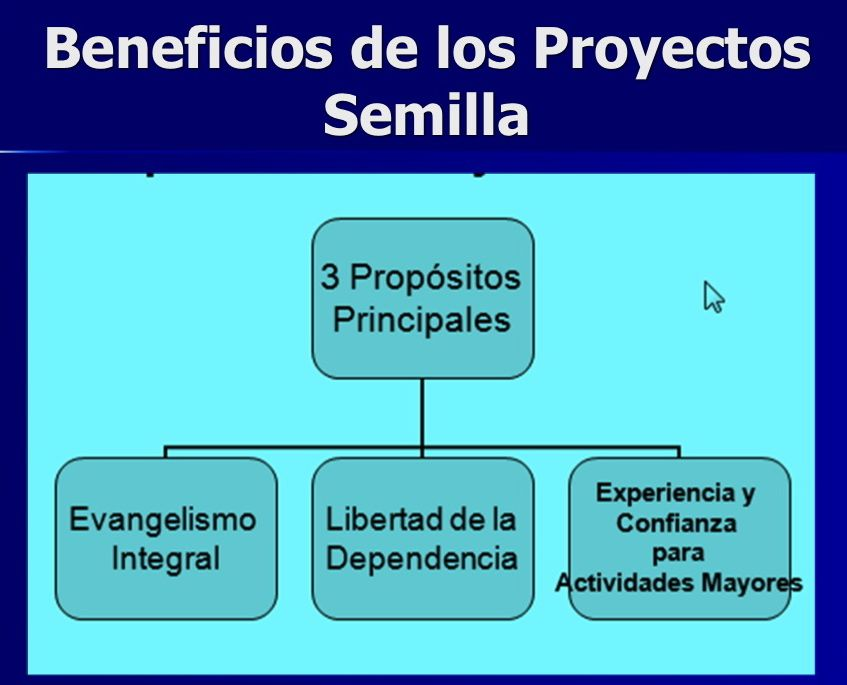 Beneficios de los Proyectos
Semilla
3 Propósitos
Principales
Evangelismo
Integral
Libertad de la
Dependencia
Experiencia y
Confianza
para
Actividades Mayores